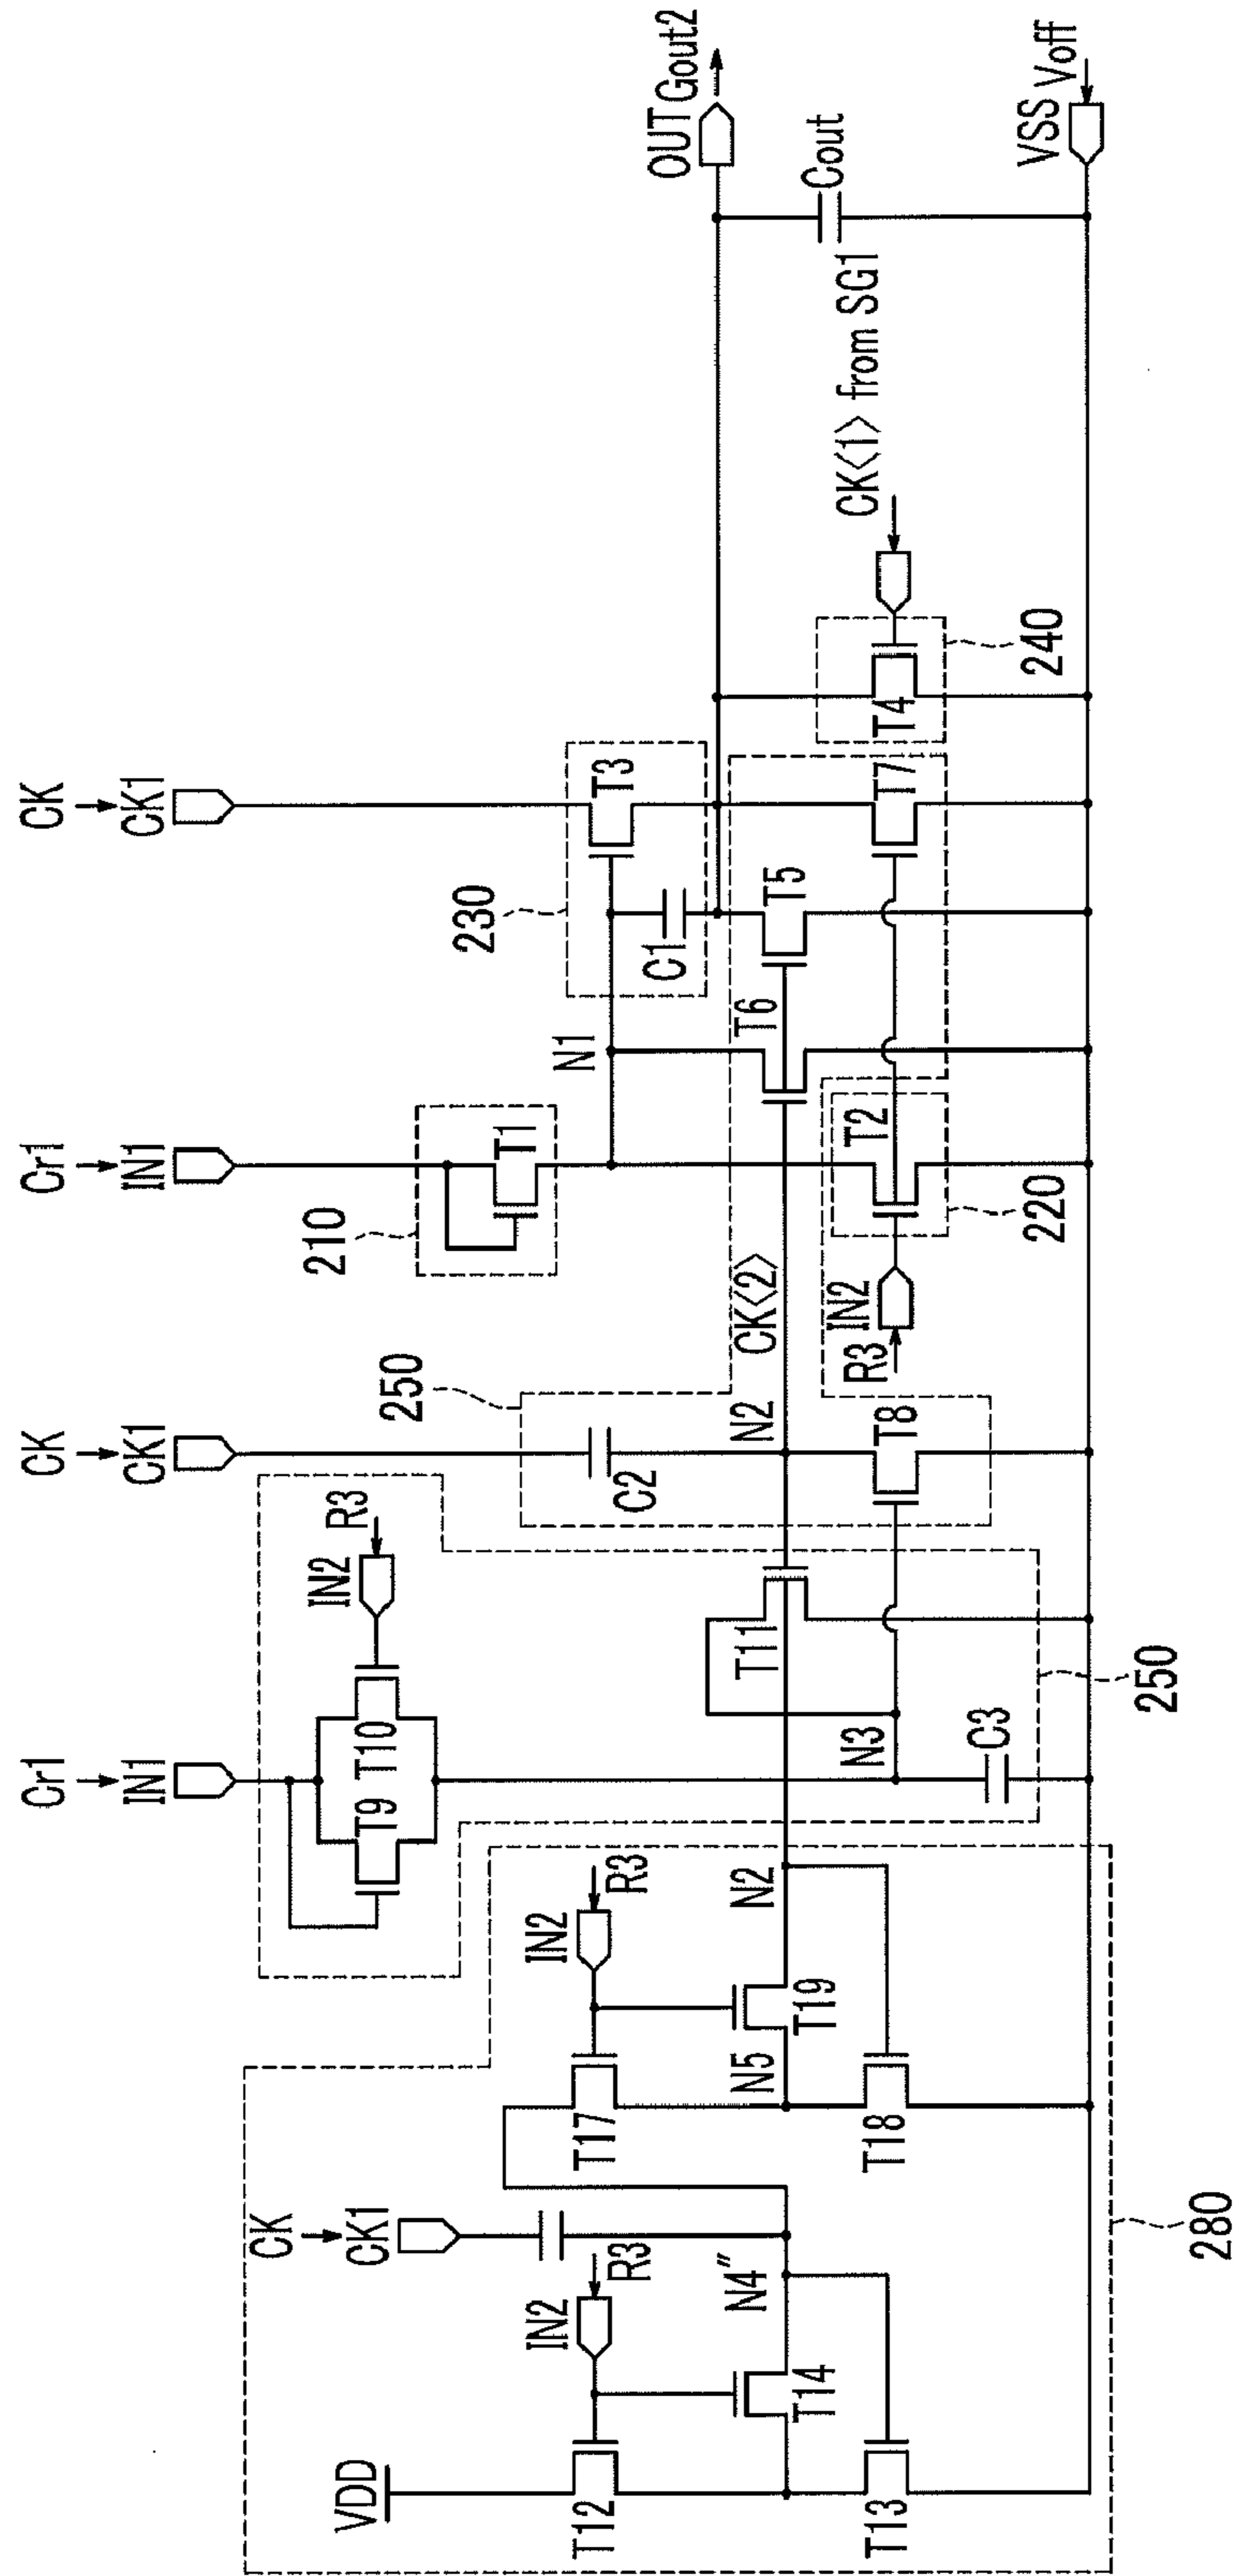 CK
CK1
Cr1
IN1
CK
CK1
Cr1
IN1
CK
CK1
OUT
Gout2
VSS
Voff
Cout
CK<1> from SG1
240
T4
T3
230
C1
T5
T7
T6
N1
T1
210
T2
220
IN2
R3
CK<2>
250
C2
N2
T8
R3
IN2
T10
T9
T11
N3
C3
250
N2
R3
IN2
T19
N5
T17
T18
R3
IN2
N4"
T14
VDD
T12
T13
280